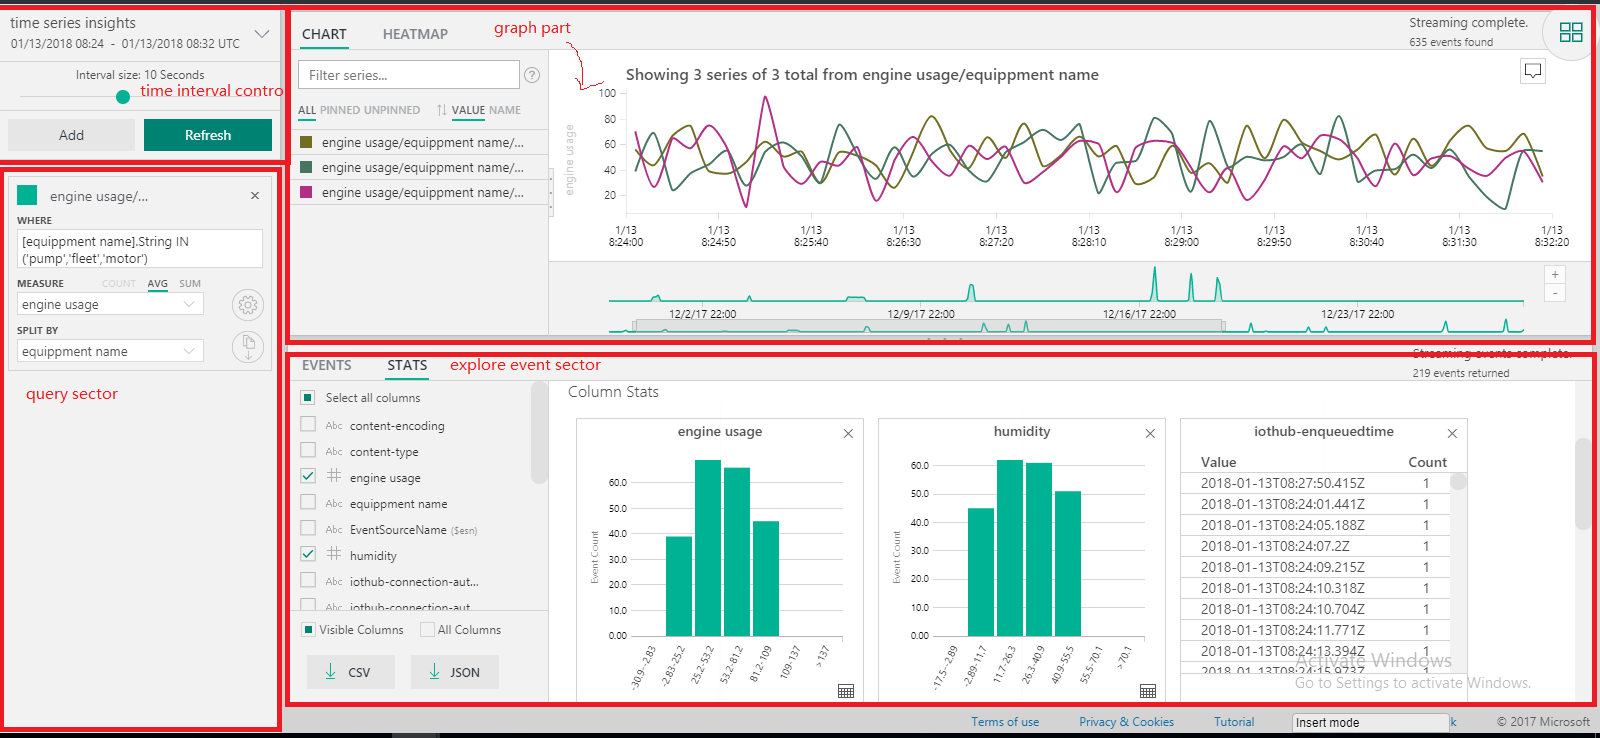 time series insights
01/13/2018 08:24 - 01/13/2018 08:32 UTC
Interval size: 10 Seconds
time interval contro
Add
Refresh
engine usage/...
WHERE
[equippment name].String IN
('pump','fleet','motor')
MEASURE COUNT AVG SUM
engine usage
SPLIT BY
equippment name
query sector
CHART HEATMAP
graph part
Streaming complete.
635 events found
Filter series...
?
ALL PINNED UNPINNED VALUE NAME
engine usage/equippment name/...
engine usage/equippment name/...
engine usage/equippment name/...
Showing 3 series of 3 total from engine usage/equippment name
engine usage
100
80
60
40
20
1/13 1/13 1/13 1/13 1/13 1/13 1/13 1/13 1/13 1/13 1/13
8:24:00 8:24:50 8:25:40 8:26:30 8:27:20 8:28:10 8:29:00 8:29:50 8:30:40 8:31:30 8:32:20
+
-
12/2/17 22:00 12/9/17 22:00 12/16/17 22:00 12/23/17 22:00
EVENTS STATS
explore event sector
Streaming events complete.
219 events returned
Select all columns
Abc content-encoding
Abc content-type
engine usage
Abc equippment name
Abc EventSourceName ($esn)
humidity
Abc iothub-connection-aut...
Abc iothub-connection-aut
Visible Columns All Columns
CSV JSON
Column Stats
engine usage
Event Count
60.0
50.0
40.0
30.0
20.0
10.0
0.00
-30.9--2.83 -2.83-25.2 25.2-53.2 53.2-81.2 81.2-109 109-137 >137
humidity
Event Count
60.0
50.0
40.0
30.0
20.0
10.0
0.00
-17.5--2.89 -2.89-11.7 11.7-26.3 26.3-40.9 40.9-55.5 55.5-70.1 >70.1
iothub-enqueuedtime
Value Count
2018-01-13T08:27:50.415Z 1
2018-01-13T08:24:01.441Z 1
2018-01-13T08:24:05.188Z 1
2018-01-13T08:24:07.2Z 1
2018-01-13T08:24:09.215Z 1
2018-01-13T08:24:10.318Z 1
2018-01-13T08:24:10.704Z 1
2018-01-13T08:24:11.771Z 1
2018-01-13T08:24:13.394Z 1
2018-01-13T08:24:15.973Z 1
Activate Windows
Go to Settings to activate Windows.
Terms of use Privacy & Cookies Tutorial Insert mode k © 2017 Microsoft